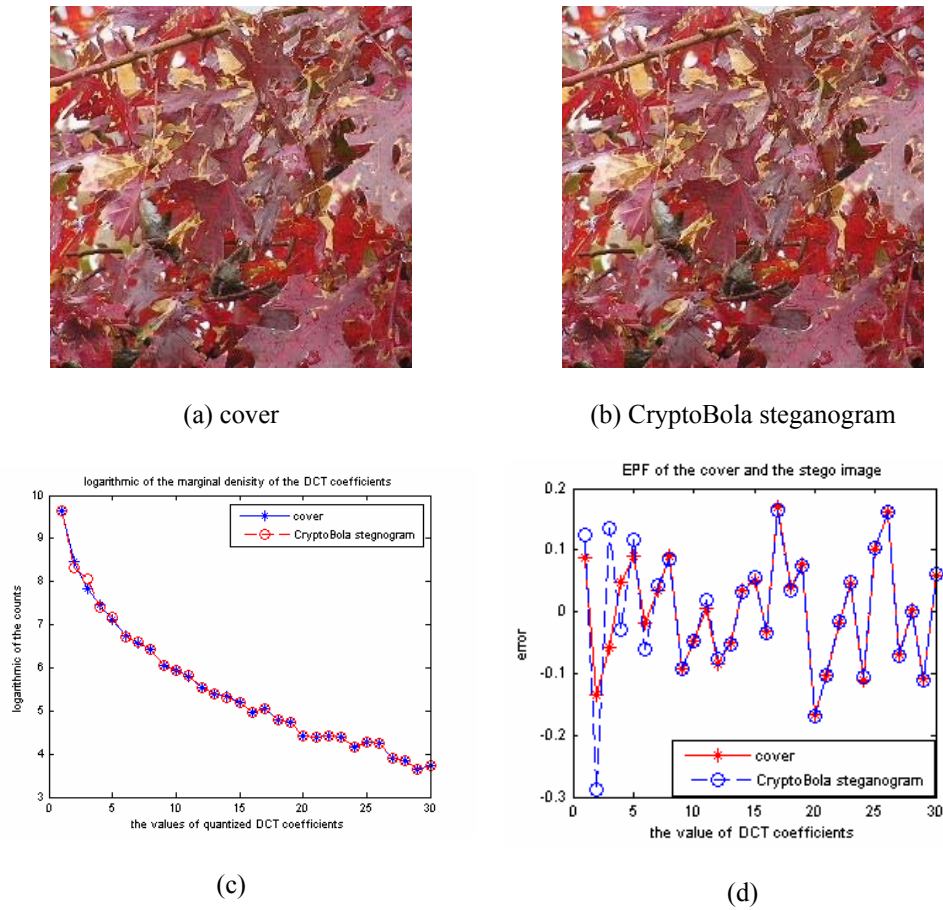 (a) cover
(b) CryptoBola steganogram
logarithmic of the marginal denisity of the DCT coefficients
10
9
8
7
6
5
4
3
logarithmic of the counts
cover
CryptoBola stegnogram
0 5 10 15 20 25 30
the values of quantized DCT coefficients
(c)
EPF of the cover and the stego image
0.2
0.1
0
-0.1
-0.2
-0.3
error
cover
CryptoBola steganogram
0 5 10 15 20 25 30
the value of DCT coefficients
(d)